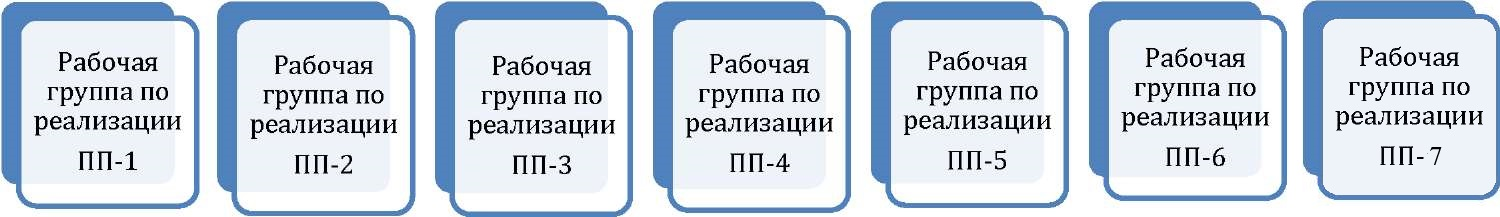 Рабочая
группа по
реализации
ПП-1
Рабочая
группа по
реализации
ПП-2
Рабочая
группа по
реализации
ПП-3
Рабочая
группа по
реализации
ПП-4
Рабочая
группа по
реализации
ПП-5
Рабочая
группа по
реализации
ПП-6
Рабочая
группа по
реализации
ПП- 7